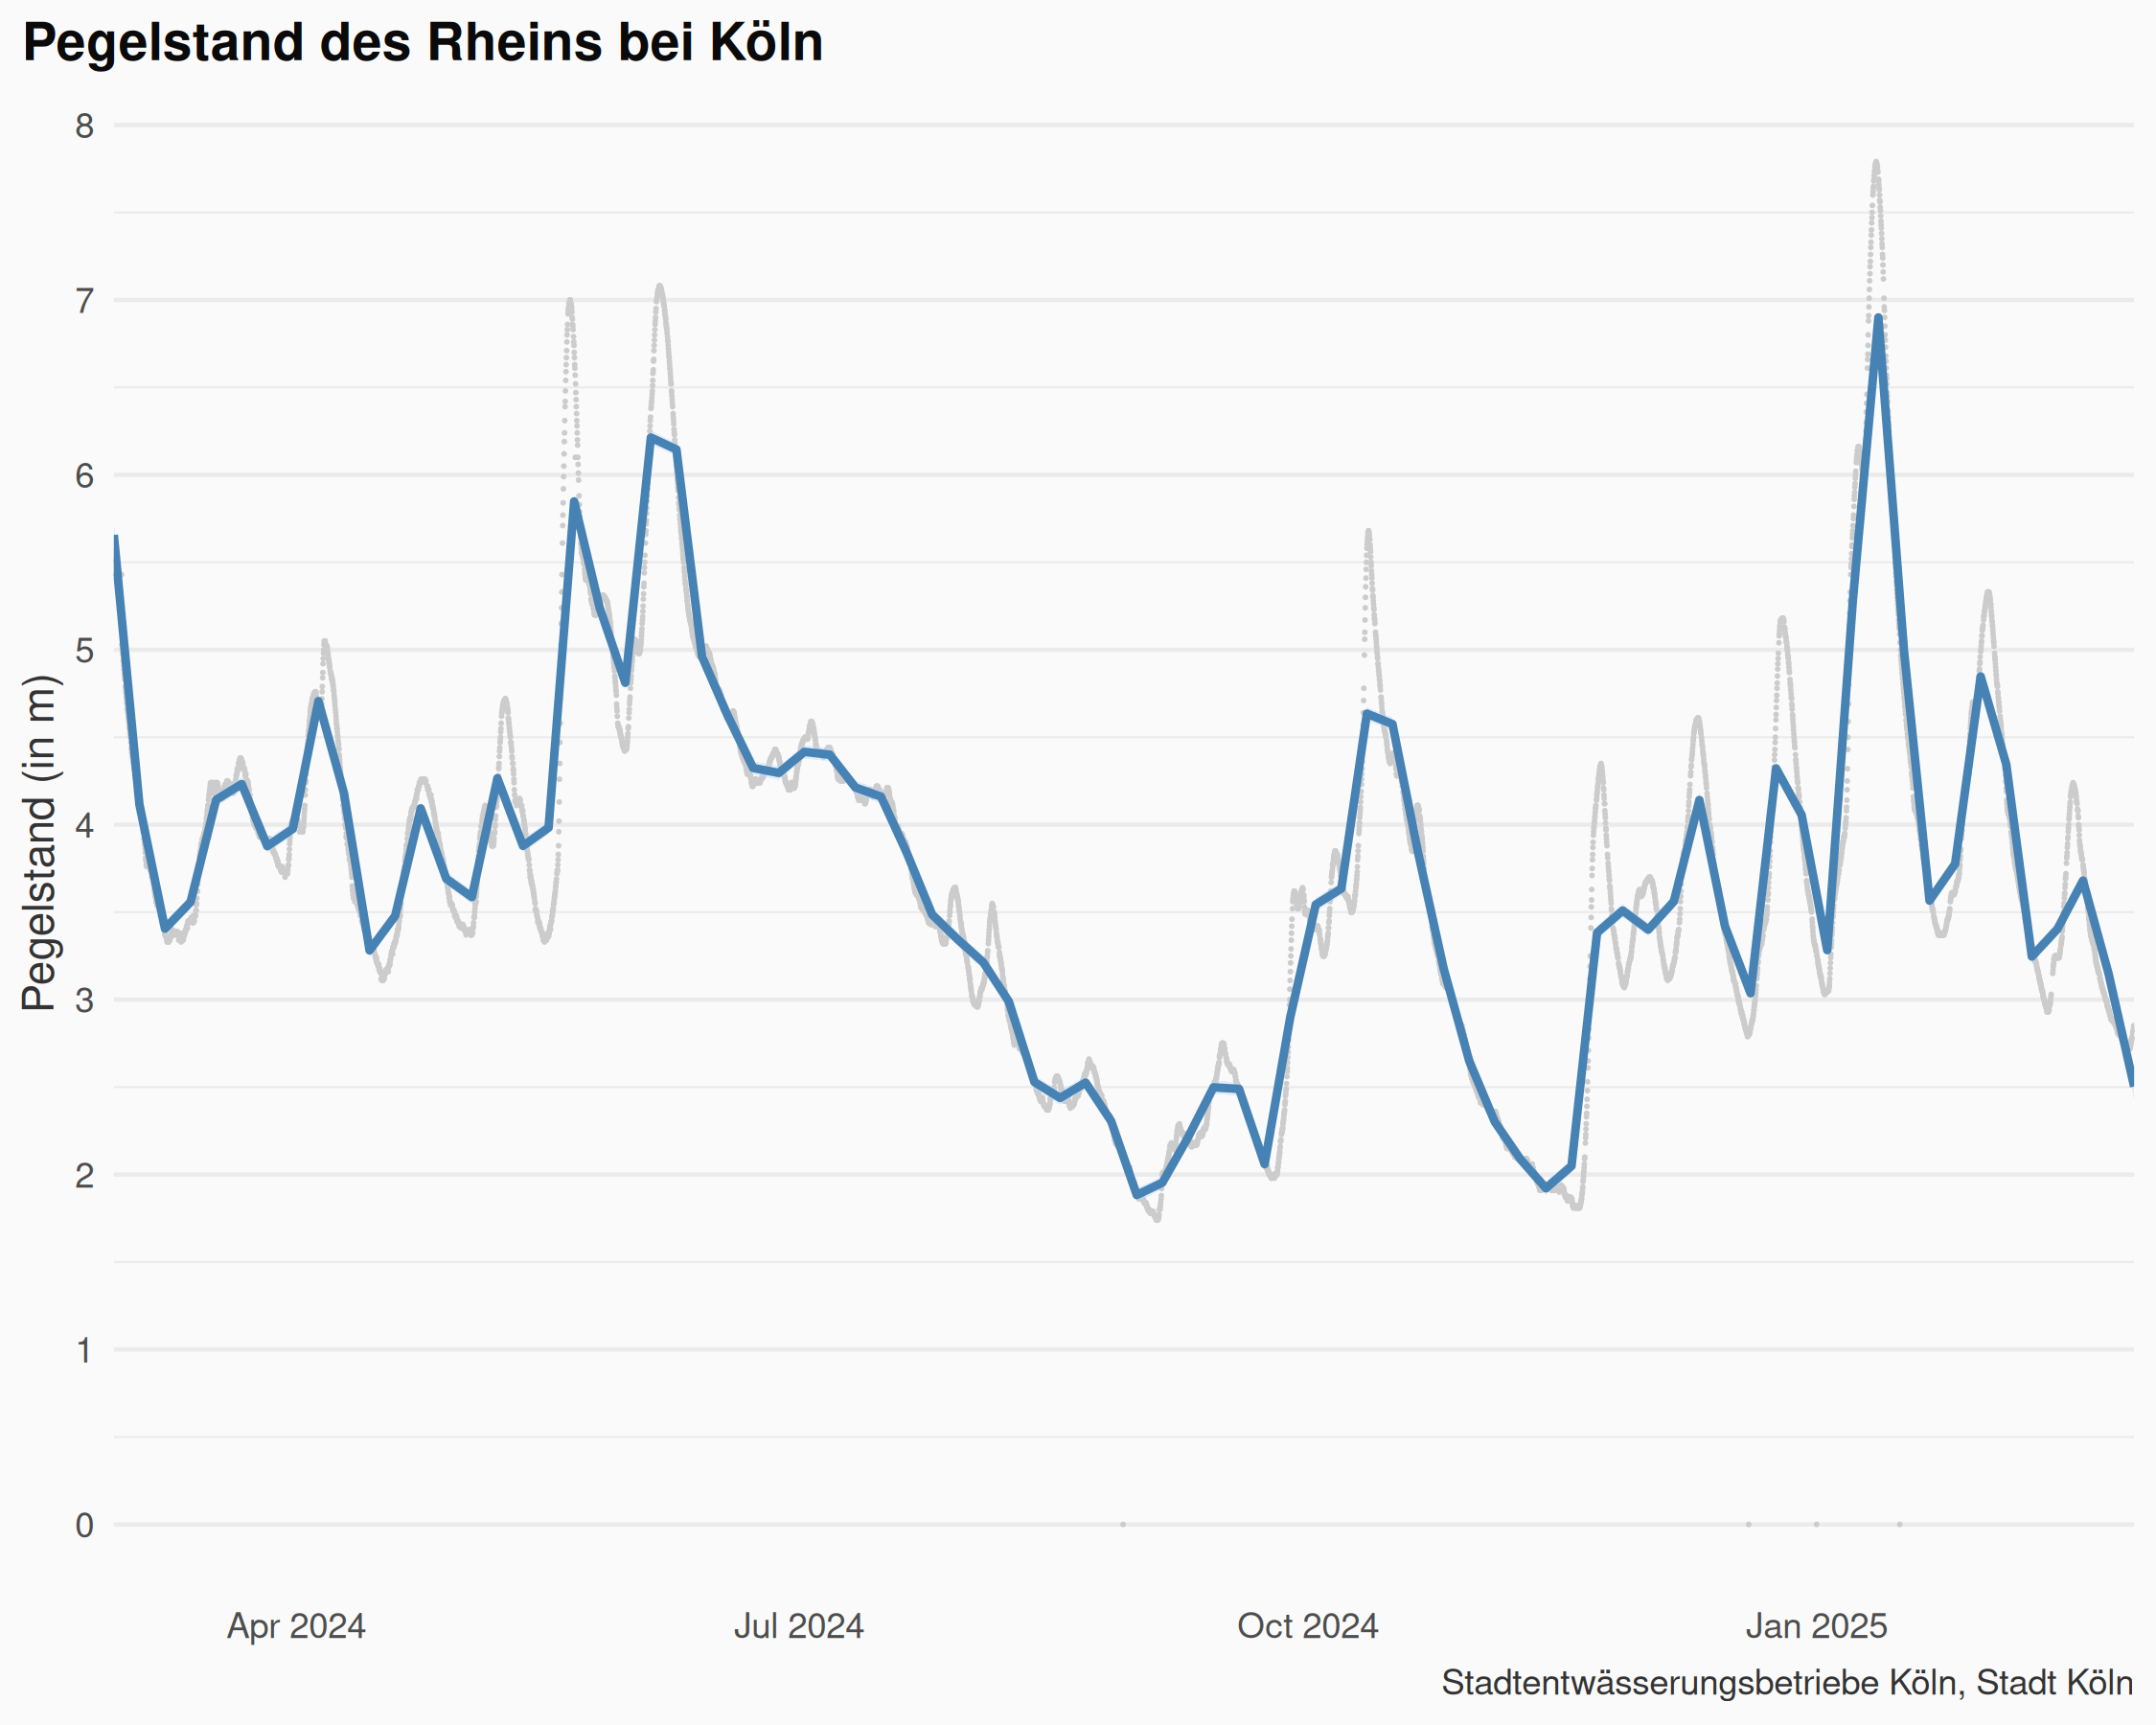 Pegelstand des Rheins bei Köln
Pegelstand (in m)
8
7
6
5
4
3
2
1
0
Apr 2024
Jul 2024
Oct 2024
Jan 2025
Stadtentwässerungsbetriebe Köln, Stadt Köln